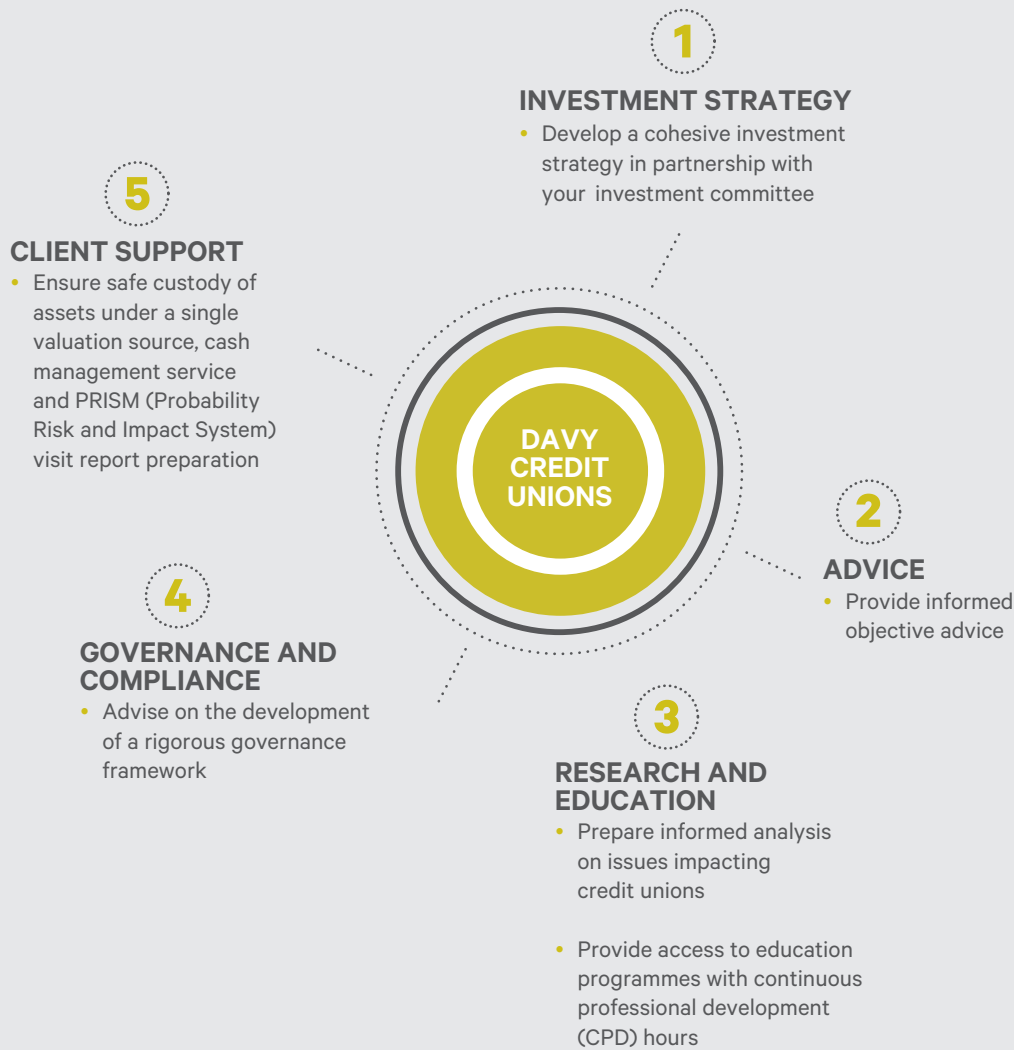 1
INVESTMENT STRATEGY
• Develop a cohesive investment
strategy in partnership with
your investment committee
5
CLIENT SUPPORT
• Ensure safe custody of
assets under a single
valuation source, cash
management service
and PRISM (Probability
Risk and Impact System)
visit report preparation
DAVY
CREDIT
UNIONS
2
ADVICE
• Provide informed
objective advice
4
GOVERNANCE AND
COMPLIANCE
• Advise on the development
of a rigorous governance
framework
3
RESEARCH AND
EDUCATION
• Prepare informed analysis
on issues impacting
credit unions
• Provide access to education
programmes with continuous
professional development
(CPD) hours